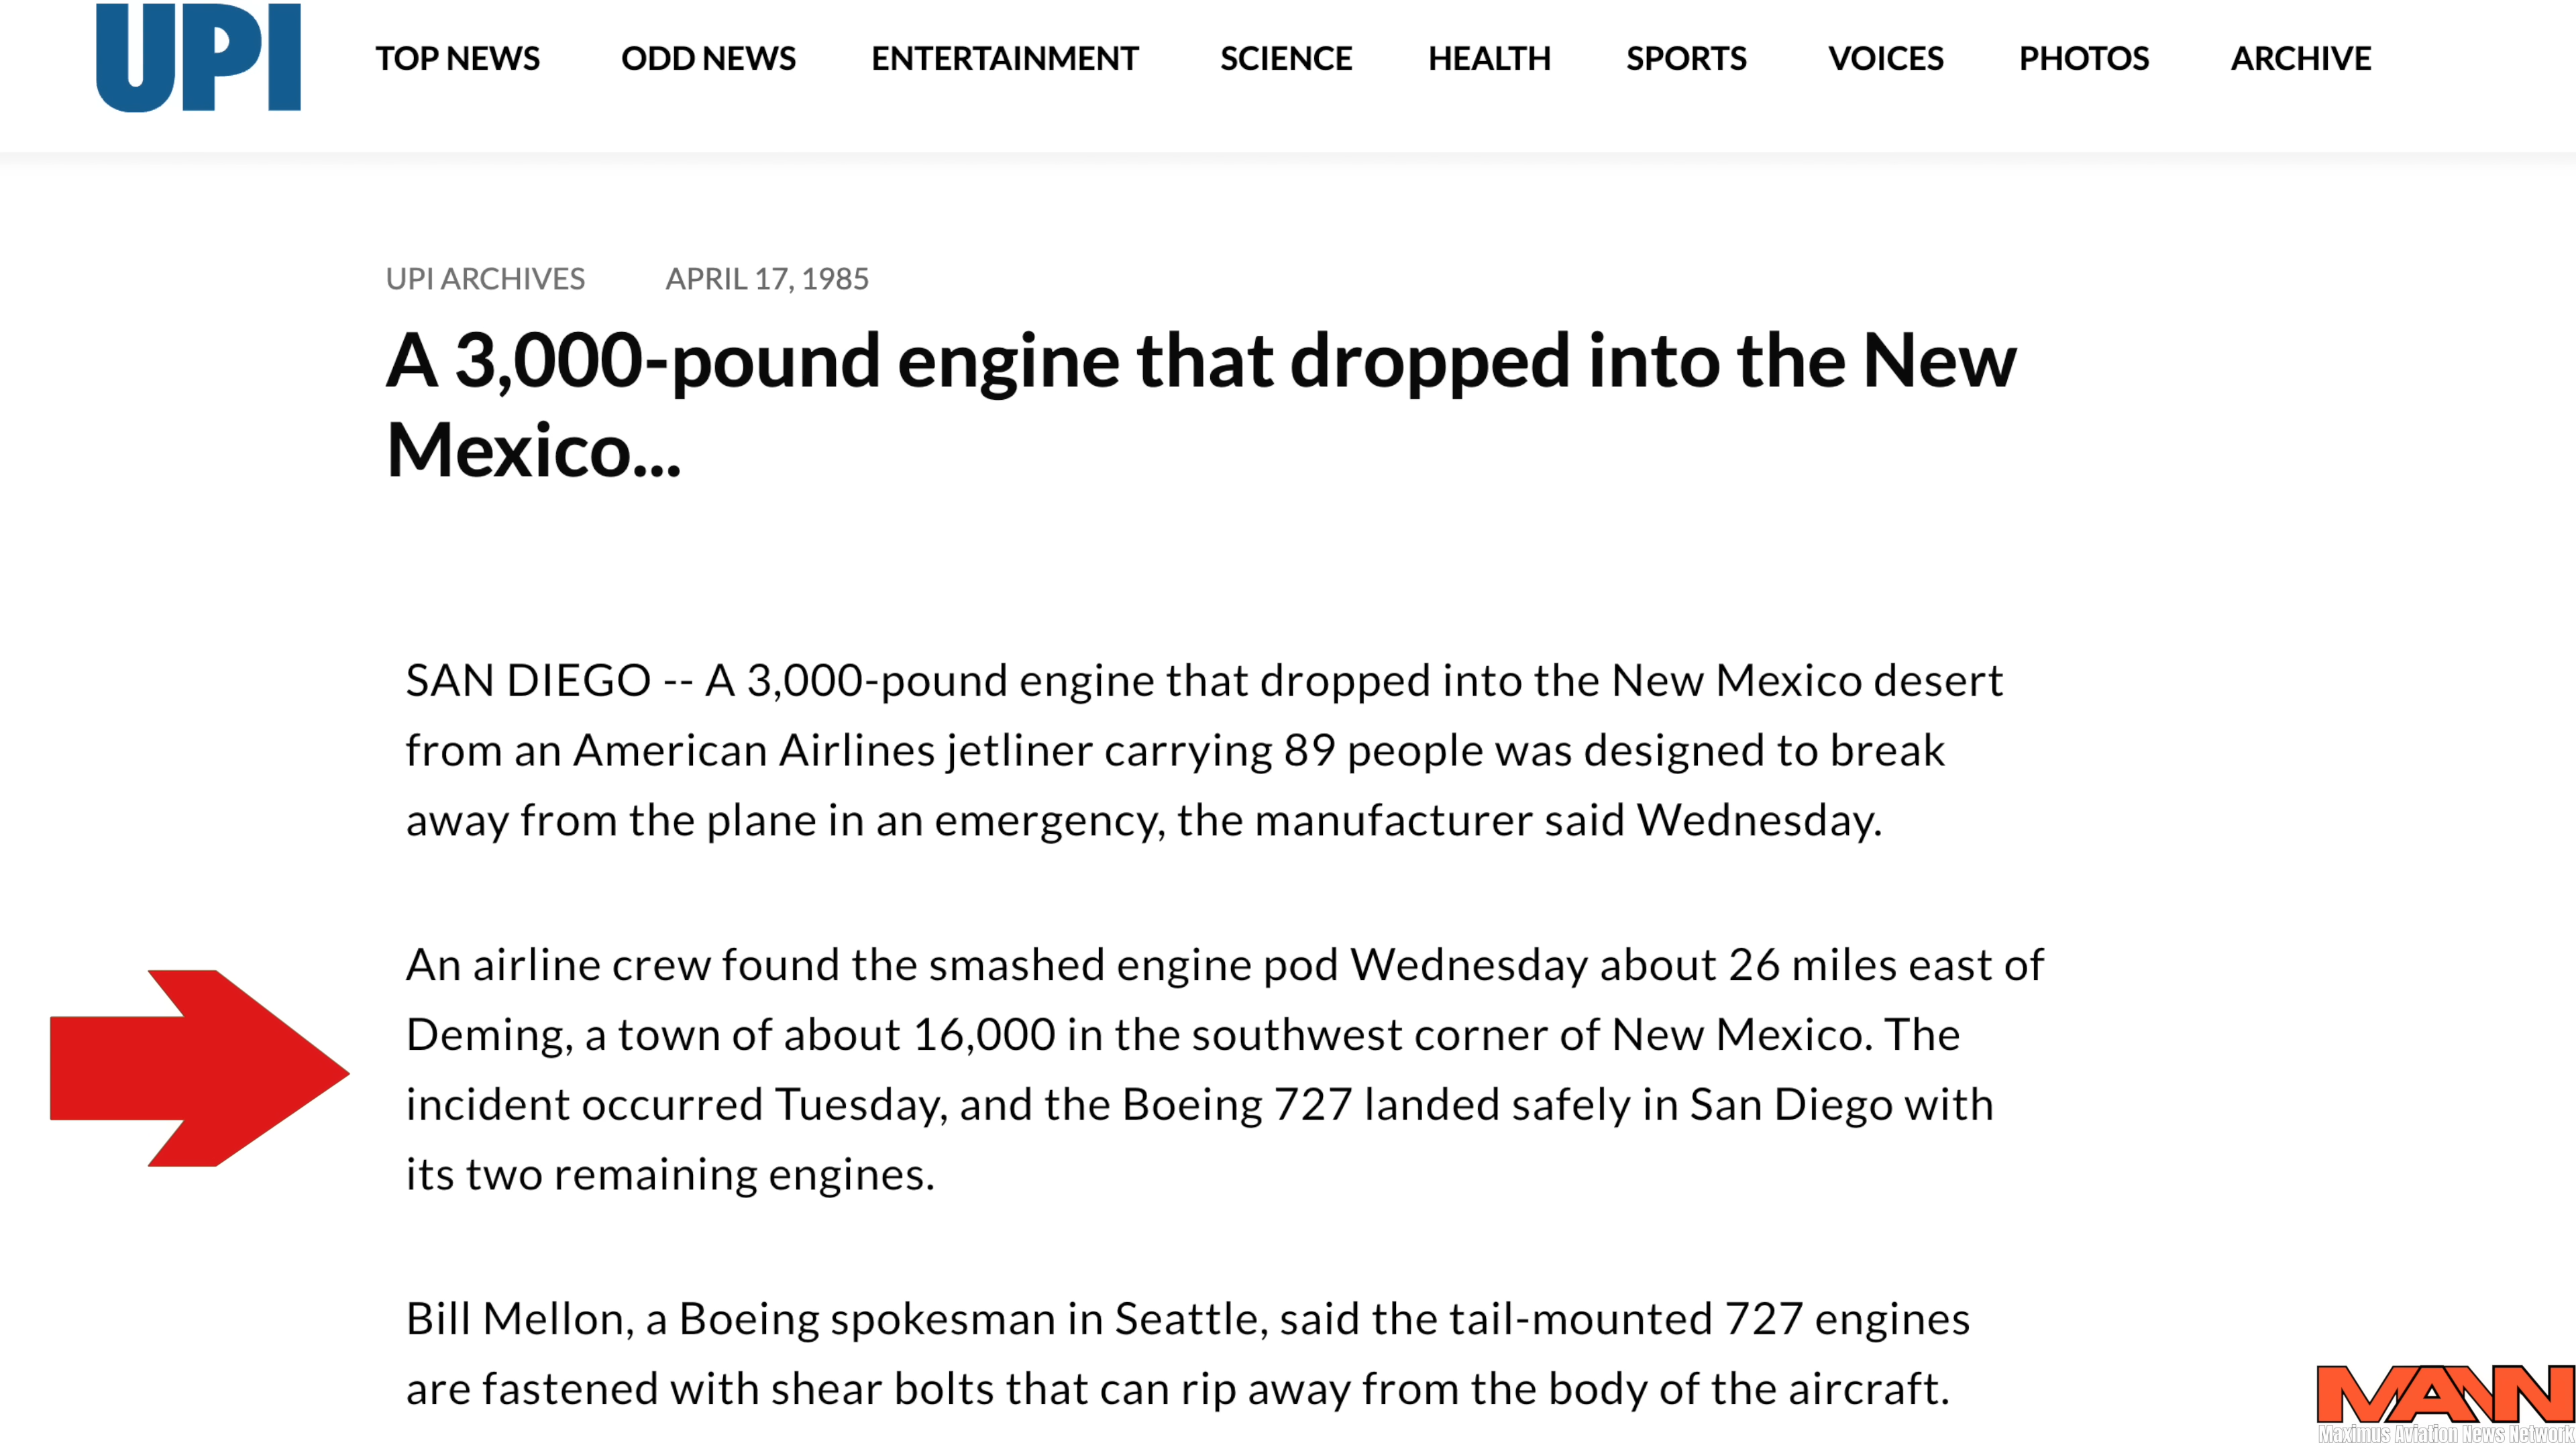 UPI
TOP NEWS
ODD NEWS
ENTERTAINMENT
SCIENCE
HEALTH
SPORTS
VOICES
PHOTOS
ARCHIVE
UPI ARCHIVES
APRIL 17, 1985
A 3,000-pound engine that dropped into the New
Mexico...
SAN DIEGO -- A 3,000-pound engine that dropped into the New Mexico desert
from an American Airlines jetliner carrying 89 people was designed to break
away from the plane in an emergency, the manufacturer said Wednesday.
An airline crew found the smashed engine pod Wednesday about 26 miles east of
Deming, a town of about 16,000 in the southwest corner of New Mexico. The
incident occurred Tuesday, and the Boeing 727 landed safely in San Diego with
its two remaining engines.
Bill Mellon, a Boeing spokesman in Seattle, said the tail-mounted 727 engines
are fastened with shear bolts that can rip away from the body of the aircraft.
MANN
Maximus Aviation News Network